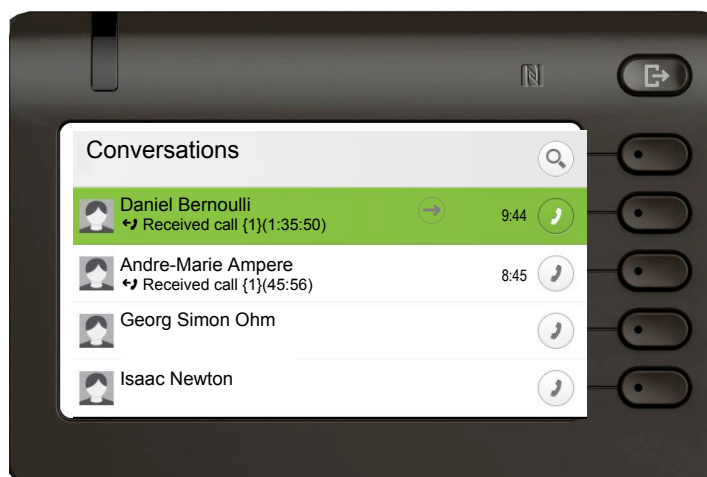 Conversations
Daniel Bernoulli
Received call {1}(1:35:50)
9:44
Andre-Marie Ampere
Received call {1}(45:56)
8:45
Georg Simon Ohm
Isaac Newton